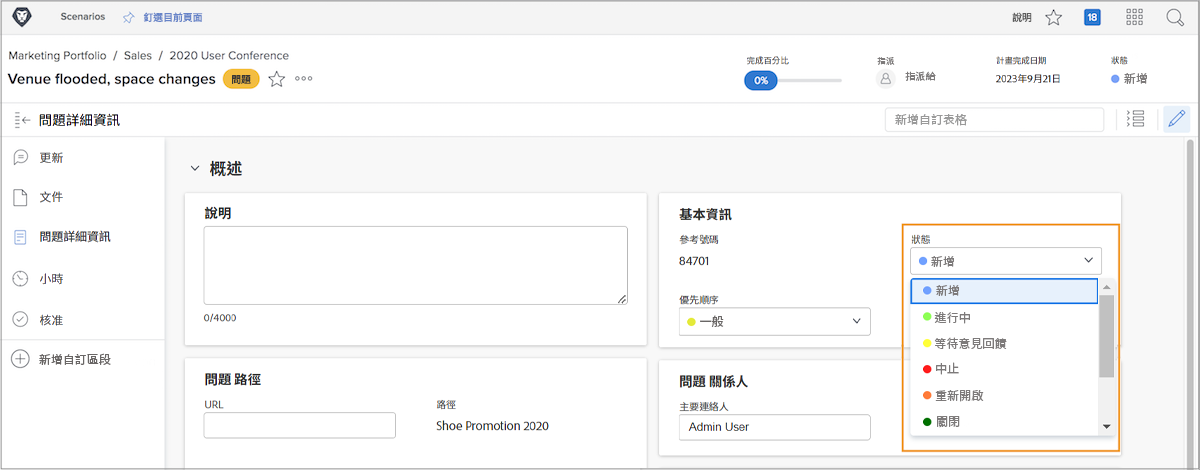 Scenarios
釘選目前頁面
說明
18
Marketing Portfolio / Sales / 2020 User Conference
Venue flooded, space changes
問題
完成百分比
0%
指派
指派給
計畫完成日期
2023年9月21日
狀態
新增
問題詳細資訊
新增自訂表格
更新
文件
問題詳細資訊
小時
核准
新增自訂區段
概述
說明
0/4000
基本資訊
參考號碼
84701
優先順序
一般
狀態
新增
新增
進行中
等待意見回饋
中止
重新開啟
關閉
問題 路徑
URL
路徑
Shoe Promotion 2020
問題 關係人
主要連絡人
Admin User